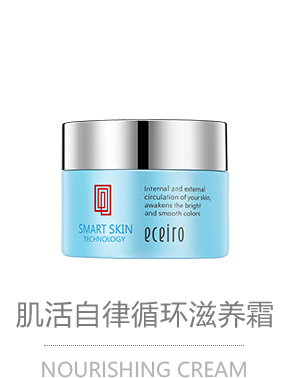 SMART SKIN
TECHNOLOGY
Internal and external
circulation of your skin,
awakens the bright
and smooth colors
eceiro
肌活自律循环滋养霜
NOURISHING CREAM